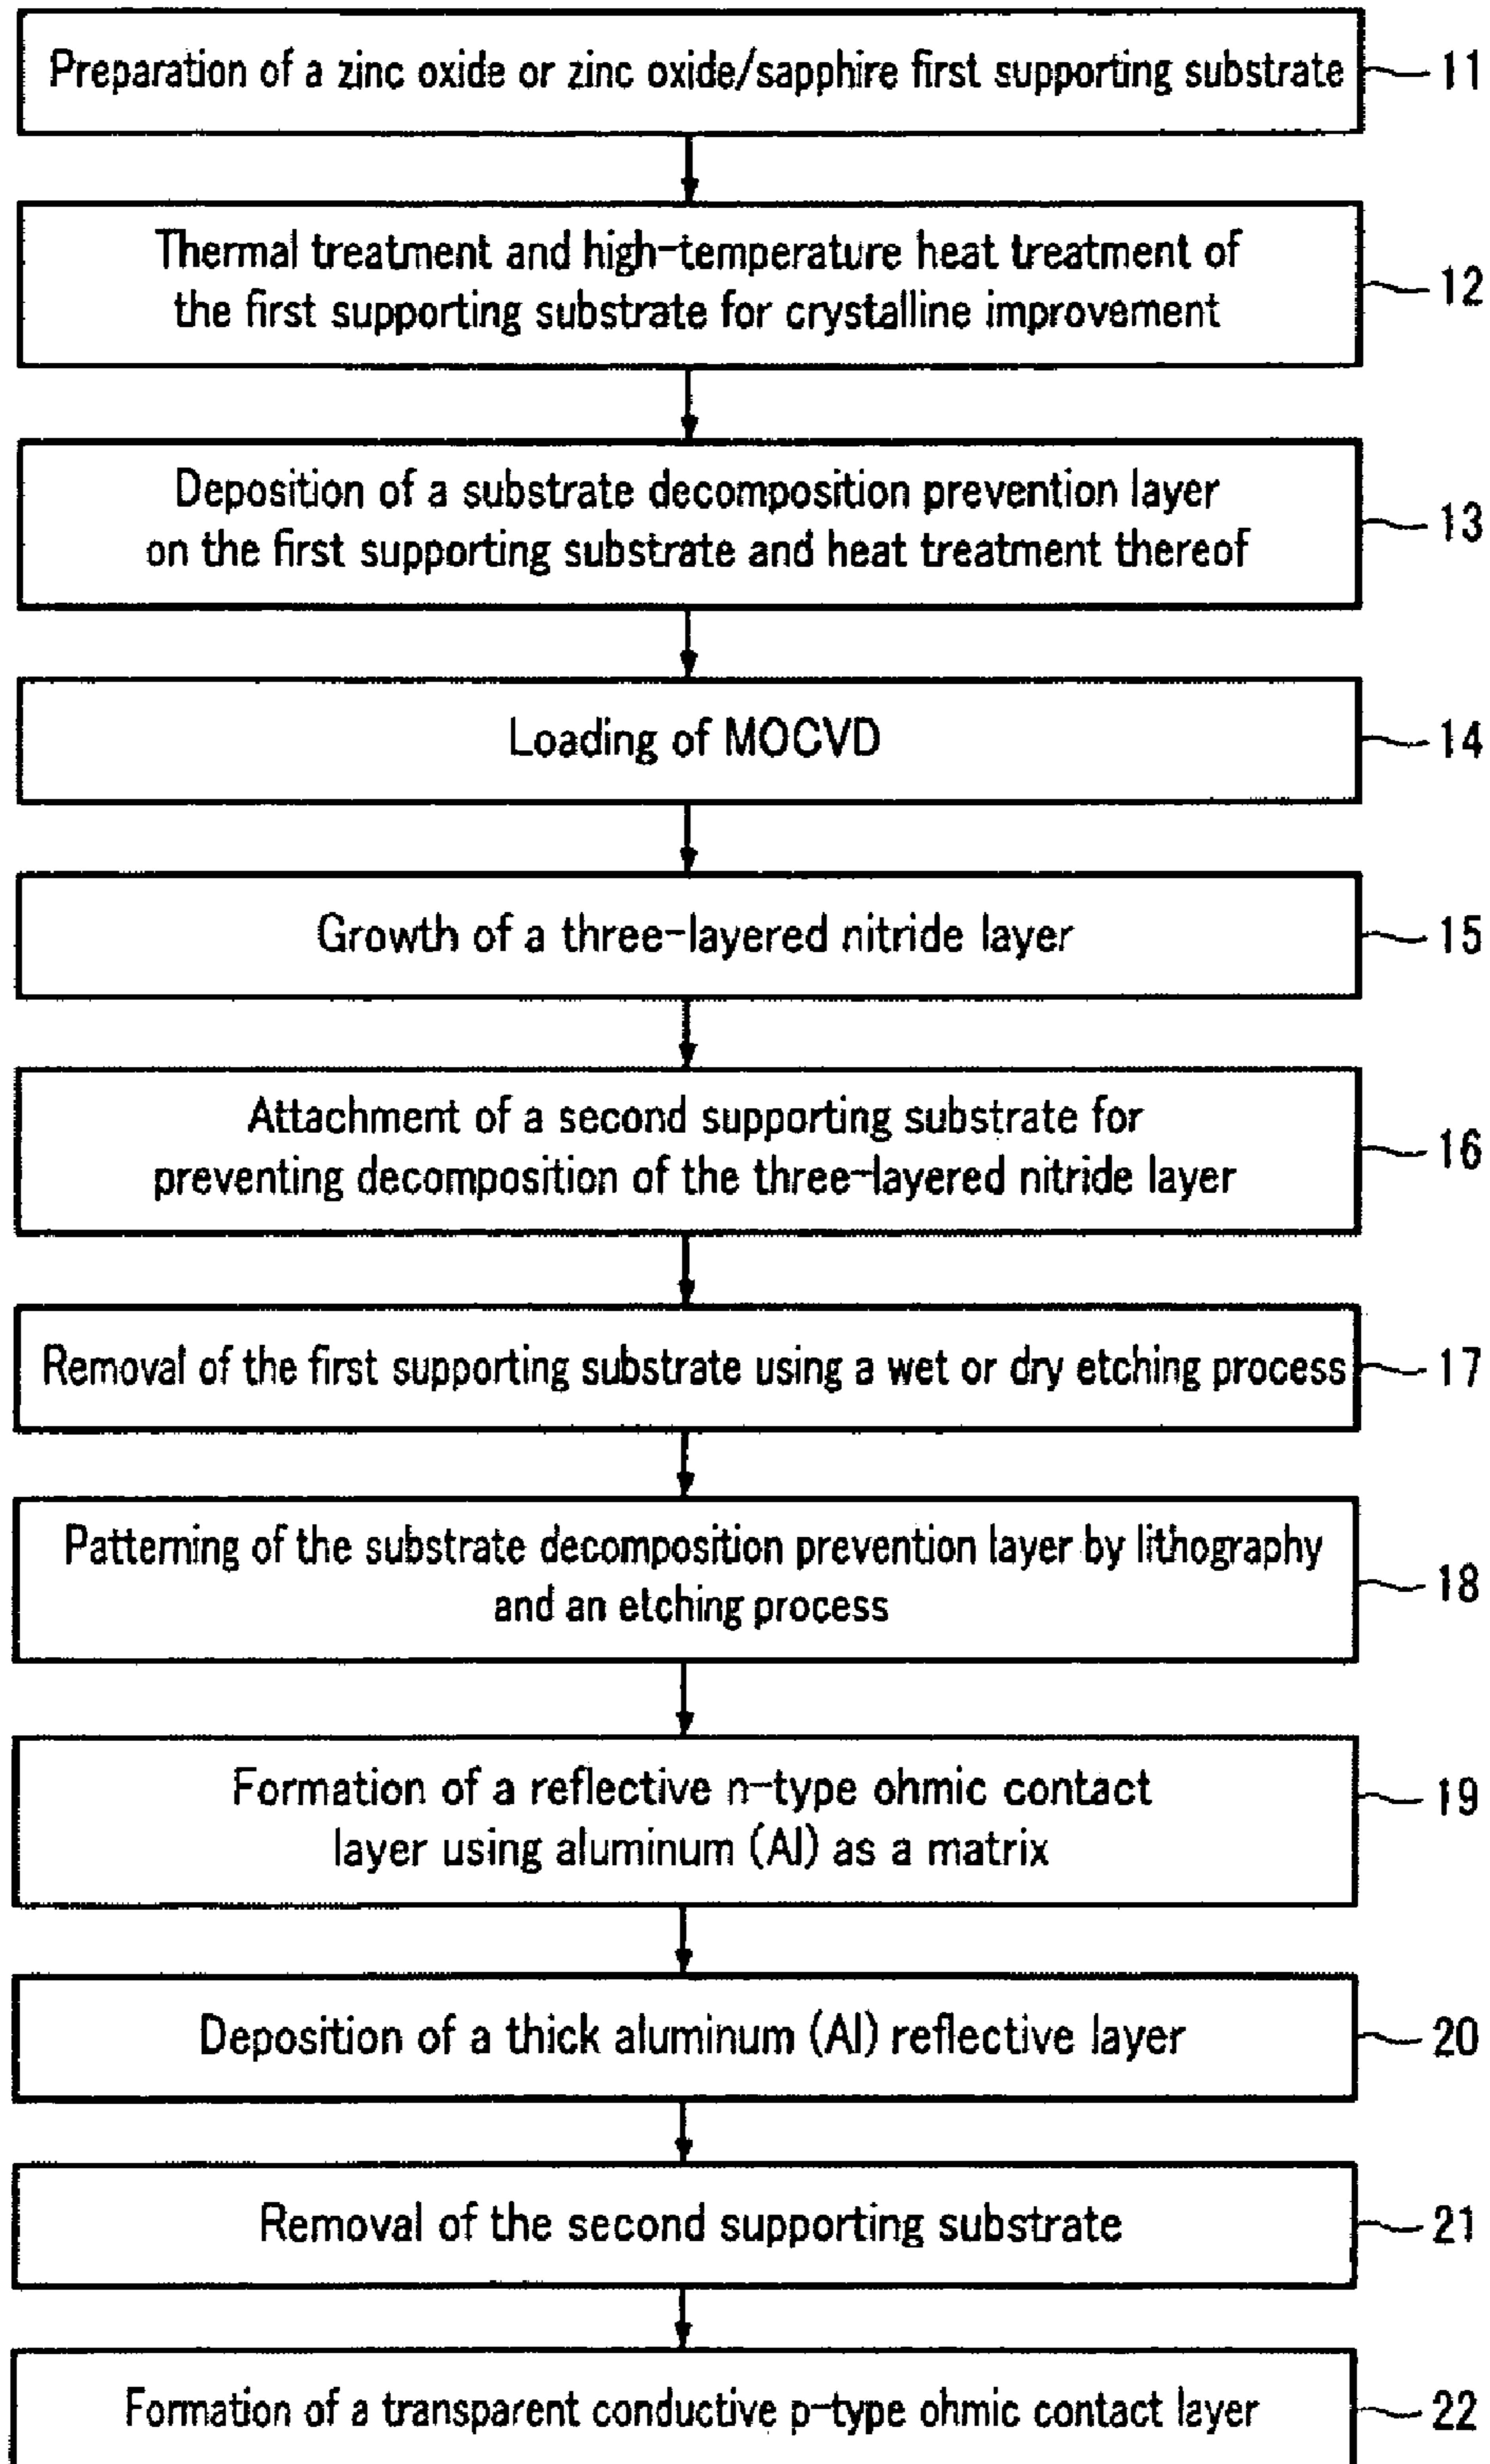 Preparation of a zinc oxide or zinc oxide/sapphire first supporting substrate 11
Thermal treatment and high-temperature heat treatment of
the first supporting substrate for crystalline improvement 12
Deposition of a substrate decomposition prevention layer
on the first supporting substrate and heat treatment thereof 13
Loading of MOCVD 14
Growth of a three-layered nitride layer 15
Attachment of a second supporting substrate for
preventing decomposition of the three-layered nitride layer 16
Removal of the first supporting substrate using a wet or dry etching process 17
Patterning of the substrate decomposition prevention layer by lithography
and an etching process 18
Formation of a reflective n-type ohmic contact
layer using aluminum (Al) as a matrix 19
Deposition of a thick aluminum (Al) reflective layer 20
Removal of the second supporting substrate 21
Formation of a transparent conductive p-type ohmic contact layer 22